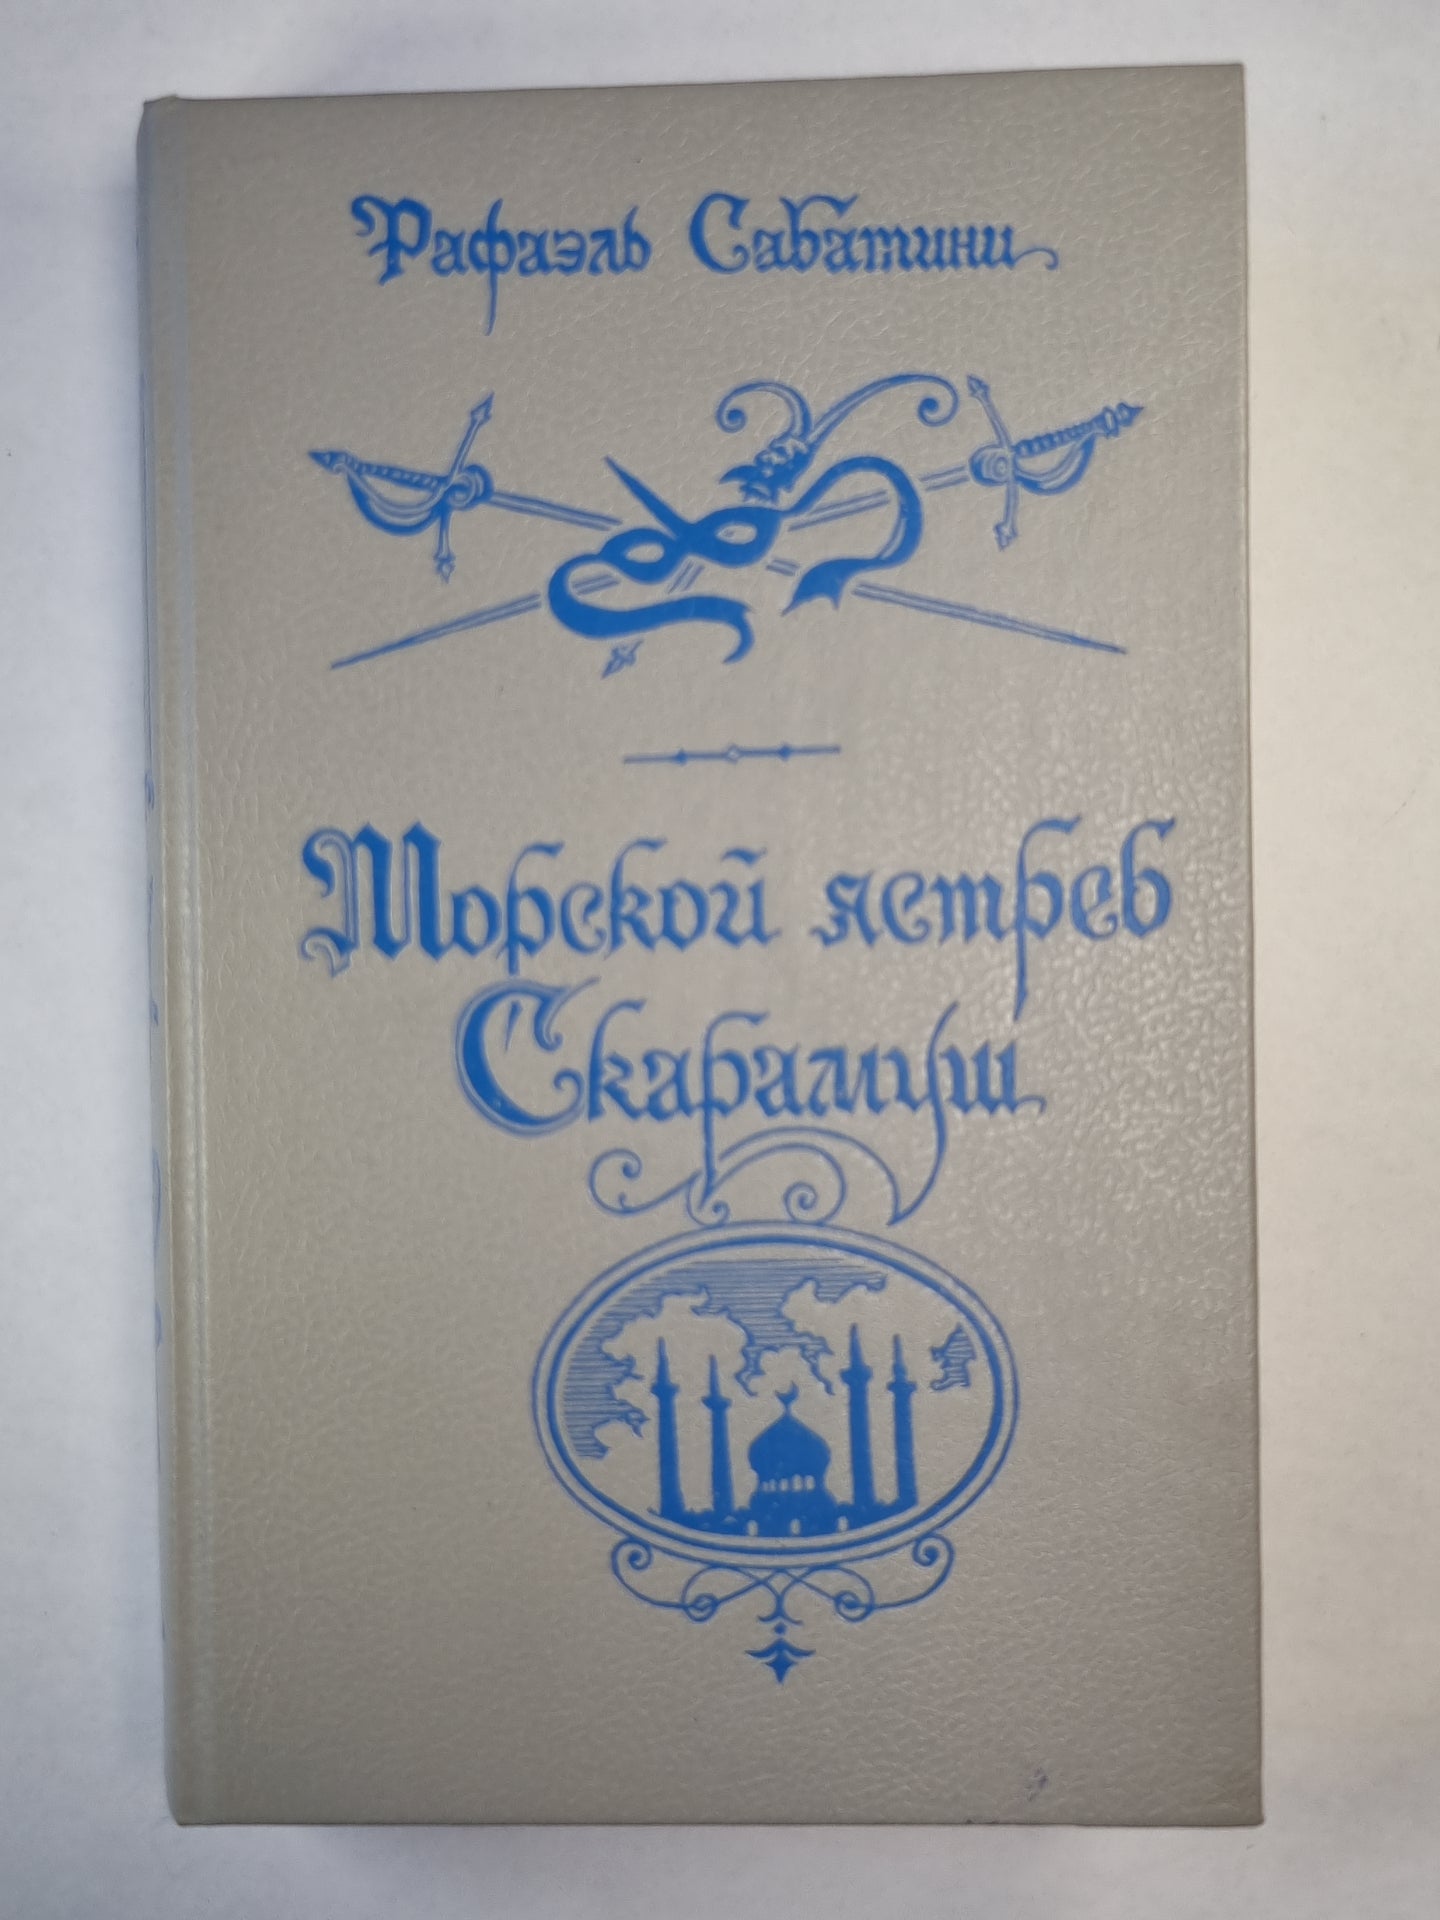 Рафаэль Сабатини
Морской ястреб
Скарамуш